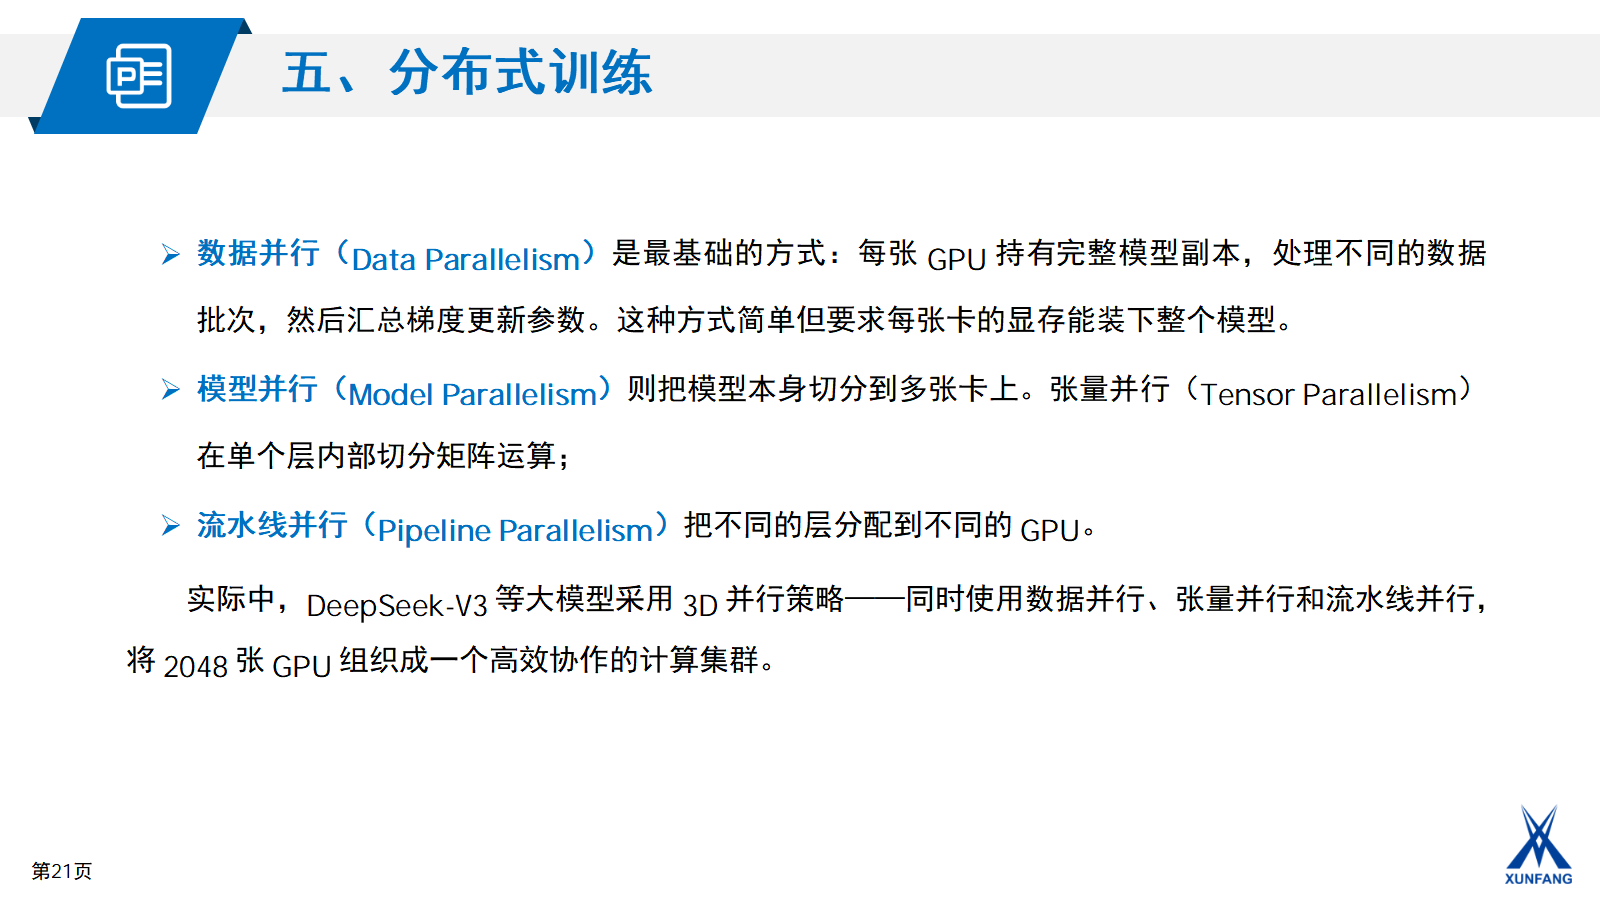 五、分布式训练
数据并行（Data Parallelism）是最基础的方式：每张 GPU 持有完整模型副本，处理不同的数据
批次，然后汇总梯度更新参数。这种方式简单但要求每张卡的显存能装下整个模型。
模型并行（Model Parallelism）则把模型本身切分到多张卡上。张量并行（Tensor Parallelism）
在单个层内部切分矩阵运算；
流水线并行（Pipeline Parallelism）把不同的层分配到不同的 GPU。
实际中，DeepSeek-V3 等大模型采用 3D 并行策略——同时使用数据并行、张量并行和流水线并行，
将 2048 张 GPU 组织成一个高效协作的计算集群。
第21页
XUNFANG